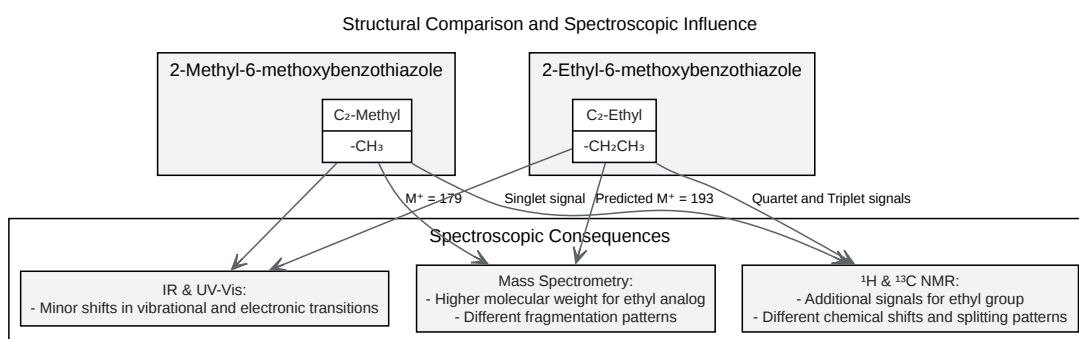 Structural Comparison and Spectroscopic Influence
2-Methyl-6-methoxybenzothiazole
2-Ethyl-6-methoxybenzothiazole
C₂-Methyl
-CH₃
C₂-Ethyl
-CH₂CH₃
M⁺ = 179
Singlet signal
Predicted M⁺ = 193
Quartet and Triplet signals
Spectroscopic Consequences
IR & UV-Vis:
- Minor shifts in vibrational and electronic transitions
Mass Spectrometry:
- Higher molecular weight for ethyl analog
- Different fragmentation patterns
¹H & ¹³C NMR:
- Additional signals for ethyl group
- Different chemical shifts and splitting patterns